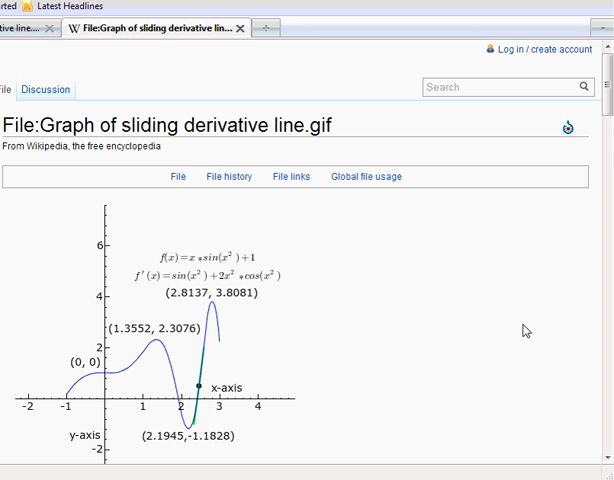 rted Latest Headlines
tive line.... File:Graph of sliding derivative lin...
Log in / create account
File Discussion
Search
File:Graph of sliding derivative line.gif
From Wikipedia, the free encyclopedia
File File history File links Global file usage
6
f(x)=x*sin(x²)+1
f'(x)=sin(x²)+2x²*cos(x²)
4
(2.8137, 3.8081)
(1.3552, 2.3076)
2
(0, 0)
x-axis
-2 -1 1 2 3 4
y-axis
(2.1945,-1.1828)
-2